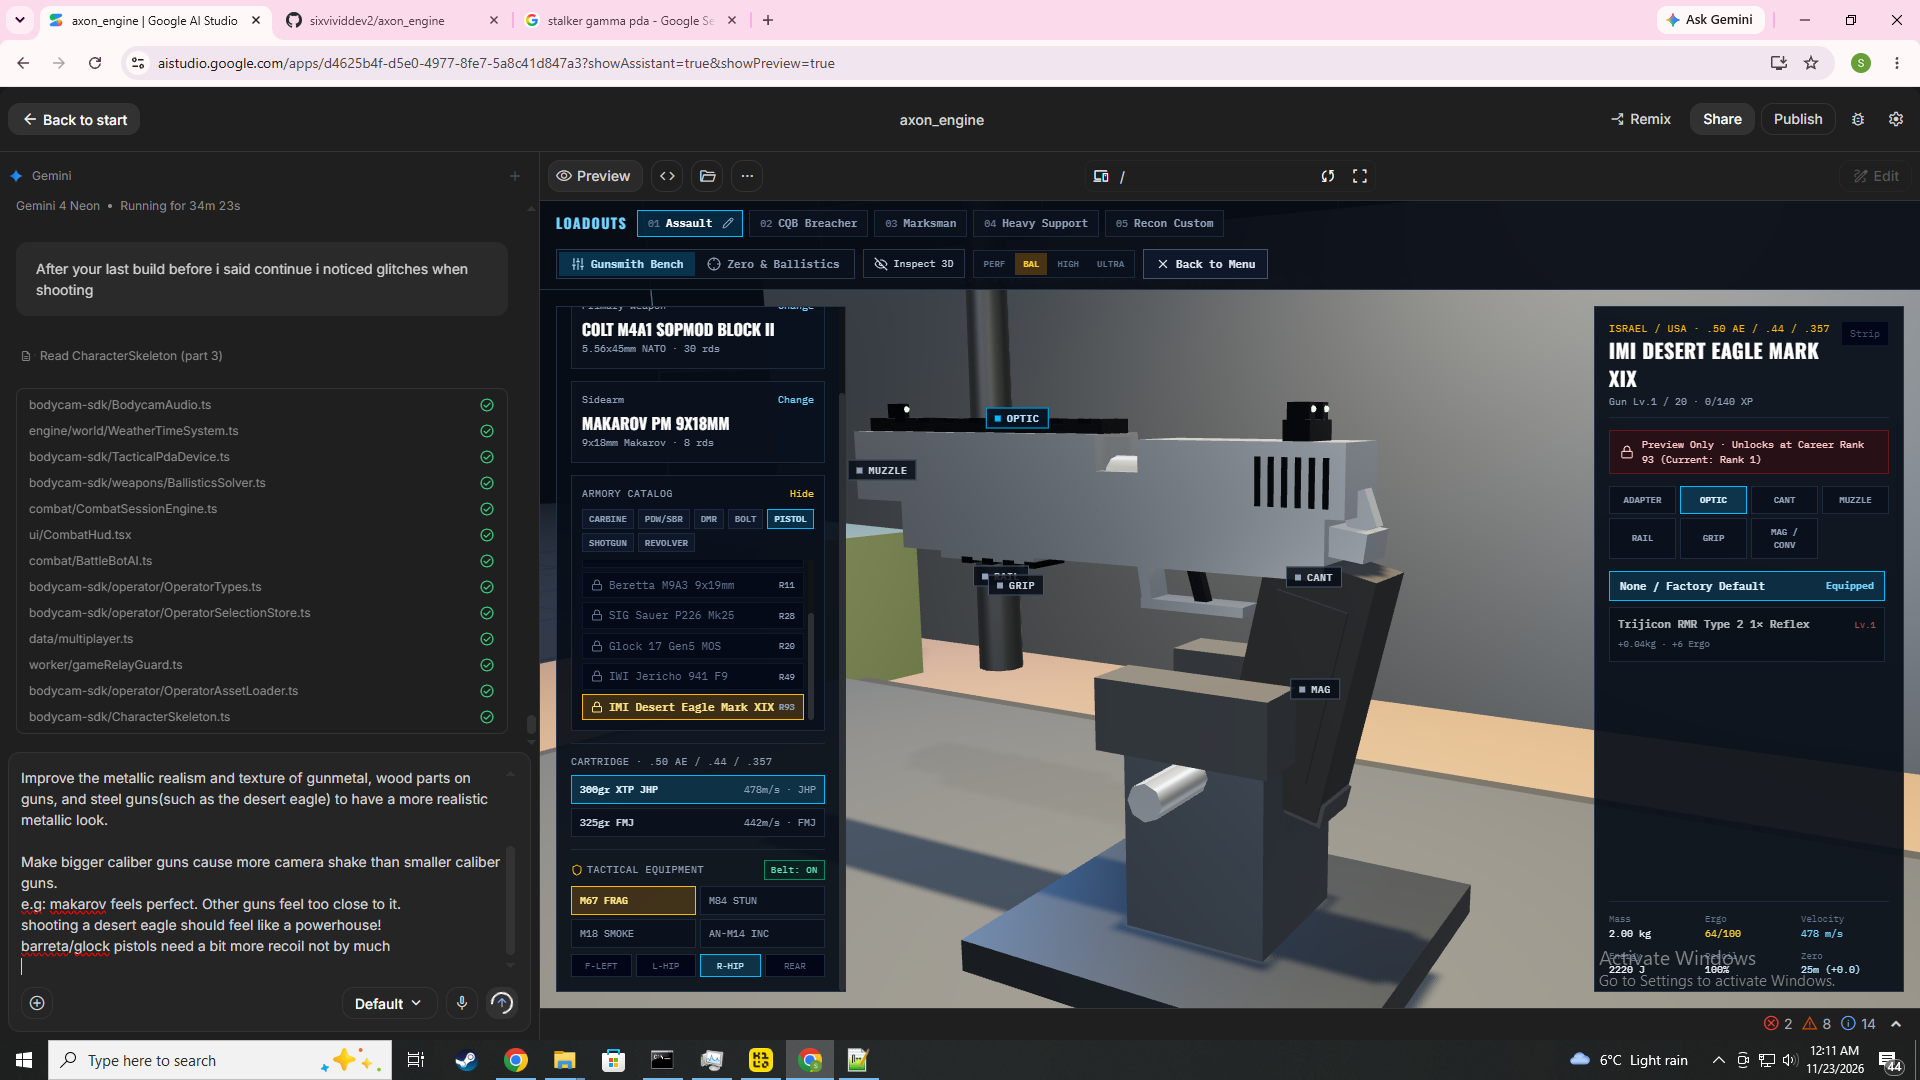 axon_engine | Google AI Studio
sixvividdev2/axon_engine
stalker gamma pda - Google Se
Ask Gemini
aistudio.google.com/apps/d4625b4f-d5e0-4977-8fe7-5a8c41d847a3?showAssistant=true&showPreview=true
S
Back to start
axon_engine
Remix
Share
Publish
Gemini
Gemini 4 Neon • Running for 34m 23s
After your last build before i said continue i noticed glitches when
shooting
Read CharacterSkeleton (part 3)
bodycam-sdk/BodycamAudio.ts
engine/world/WeatherTimeSystem.ts
bodycam-sdk/TacticalPdaDevice.ts
bodycam-sdk/weapons/BallisticsSolver.ts
combat/CombatSessionEngine.ts
ui/CombatHud.tsx
combat/BattleBotAI.ts
bodycam-sdk/operator/OperatorTypes.ts
bodycam-sdk/operator/OperatorSelectionStore.ts
data/multiplayer.ts
worker/gameRelayGuard.ts
bodycam-sdk/operator/OperatorAssetLoader.ts
bodycam-sdk/CharacterSkeleton.ts
Improve the metallic realism and texture of gunmetal, wood parts on
guns, and steel guns(such as the desert eagle) to have a more realistic
metallic look.
Make bigger caliber guns cause more camera shake than smaller caliber
guns.
e.g: makarov feels perfect. Other guns feel too close to it.
shooting a desert eagle should feel like a powerhouse!
barreta/glock pistols need a bit more recoil not by much
Default
Preview
/
Edit
LOADOUTS
01 Assault
02 CQB Breacher
03 Marksman
04 Heavy Support
05 Recon Custom
Gunsmith Bench
Zero & Ballistics
Inspect 3D
PERF
BAL
HIGH
ULTRA
Back to Menu
Primary Weapon
Change
COLT M4A1 SOPMOD BLOCK II
5.56x45mm NATO · 30 rds
Sidearm
Change
MAKAROV PM 9X18MM
9x18mm Makarov · 8 rds
ARMORY CATALOG
Hide
CARBINE
PDW/SBR
DMR
BOLT
PISTOL
SHOTGUN
REVOLVER
Beretta M9A3 9x19mm R11
SIG Sauer P226 Mk25 R28
Glock 17 Gen5 MOS R20
IWI Jericho 941 F9 R49
IMI Desert Eagle Mark XIX R93
CARTRIDGE · .50 AE / .44 / .357
300gr XTP JHP 478m/s · JHP
325gr FMJ 442m/s · FMJ
TACTICAL EQUIPMENT
Belt: ON
M67 FRAG
M84 STUN
M18 SMOKE
AN-M14 INC
F-LEFT
L-HIP
R-HIP
REAR
OPTIC
MUZZLE
GRIP
CANT
MAG
ISRAEL / USA · .50 AE / .44 / .357
IMI DESERT EAGLE MARK
XIX
Strip
Gun Lv.1 / 20 · 0/140 XP
Preview Only · Unlocks at Career Rank
93 (Current: Rank 1)
ADAPTER
OPTIC
CANT
MUZZLE
RAIL
GRIP
MAG /
CONV
None / Factory Default Equipped
Trijicon RMR Type 2 1× Reflex Lv.1
+0.04kg · +6 Ergo
Mass
Ergo
Velocity
2.00 kg
64/100
478 m/s
Zero
2220 J
100%
25m (+0.0)
Activate Windows
Go to Settings to activate Windows.
2
8
14
Type here to search
6°C Light rain
12:11 AM
11/23/2026
44